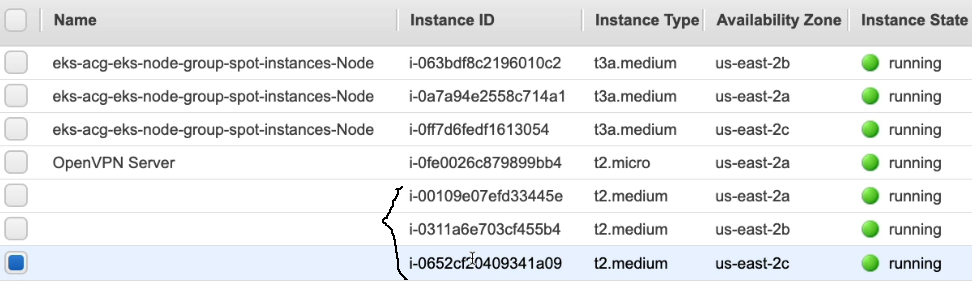 Name Instance ID Instance Type Availability Zone Instance State
eks-acg-eks-node-group-spot-instances-Node i-063bdf8c2196010c2 t3a.medium us-east-2b running
eks-acg-eks-node-group-spot-instances-Node i-0a7a94e2558c714a1 t3a.medium us-east-2a running
eks-acg-eks-node-group-spot-instances-Node i-0ff7d6fedf1613054 t3a.medium us-east-2c running
OpenVPN Server i-0fe0026c879899bb4 t2.micro us-east-2a running
i-00109e07efd33445e t2.medium us-east-2a running
i-0311a6e703cf455b4 t2.medium us-east-2b running
i-0652cf20409341a09 t2.medium us-east-2c running